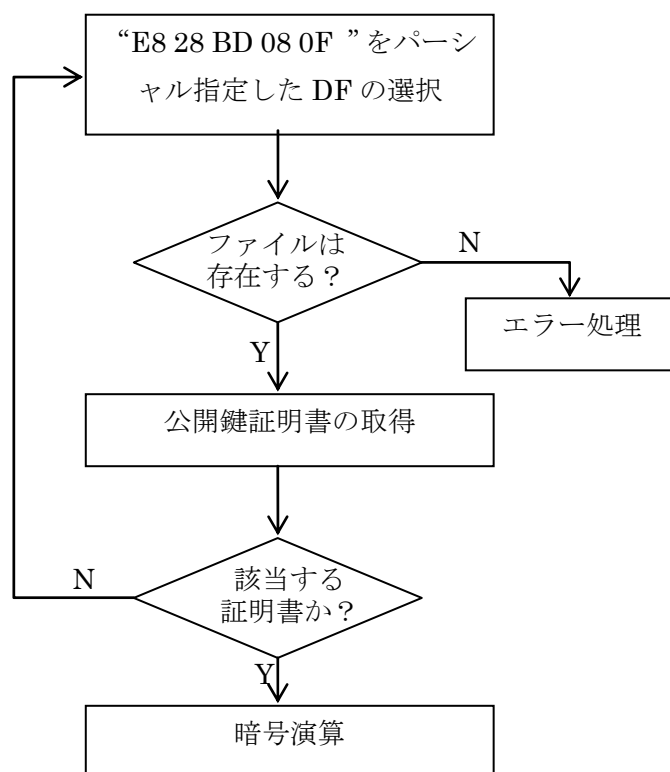 “E8 28 BD 08 0F ”をパーシ
ャル指定した DF の選択
ファイルは
存在する？
N
エラー処理
Y
公開鍵証明書の取得
該当する
証明書か？
N
Y
暗号演算